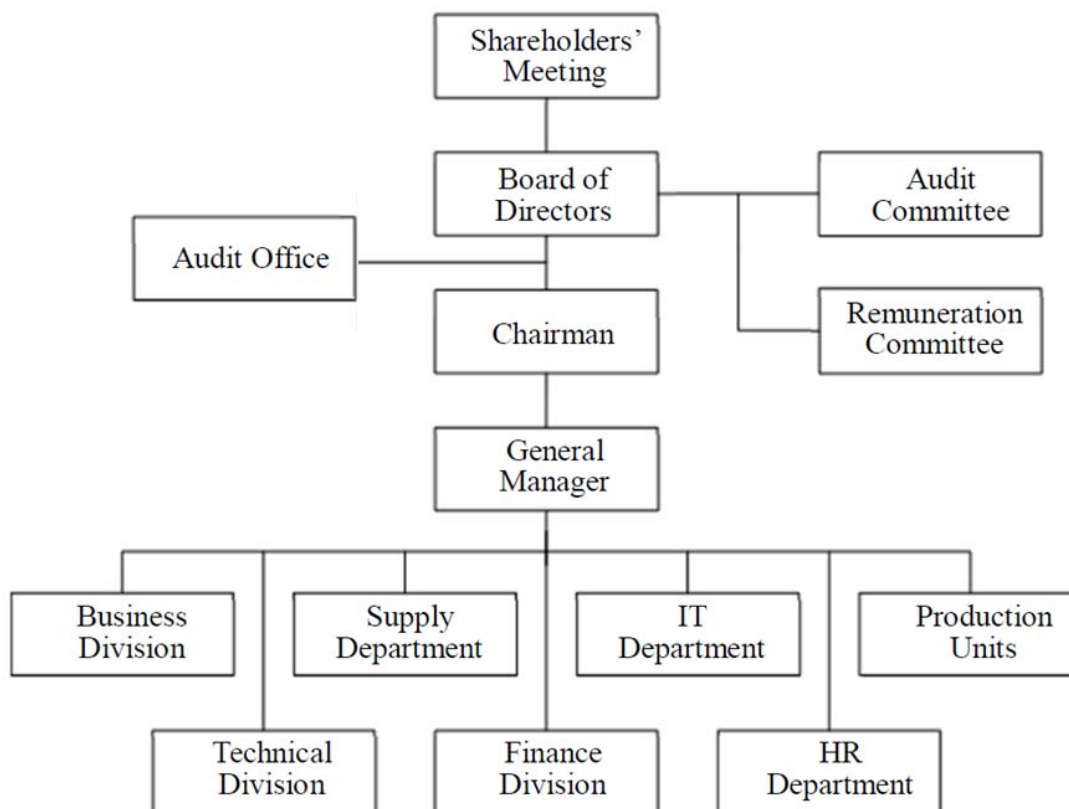 Shareholders’
Meeting
Board of
Directors
Audit
Committee
Audit Office
Chairman
Remuneration
Committee
General
Manager
Business
Division
Supply
Department
IT
Department
Production
Units
Technical
Division
Finance
Division
HR
Department